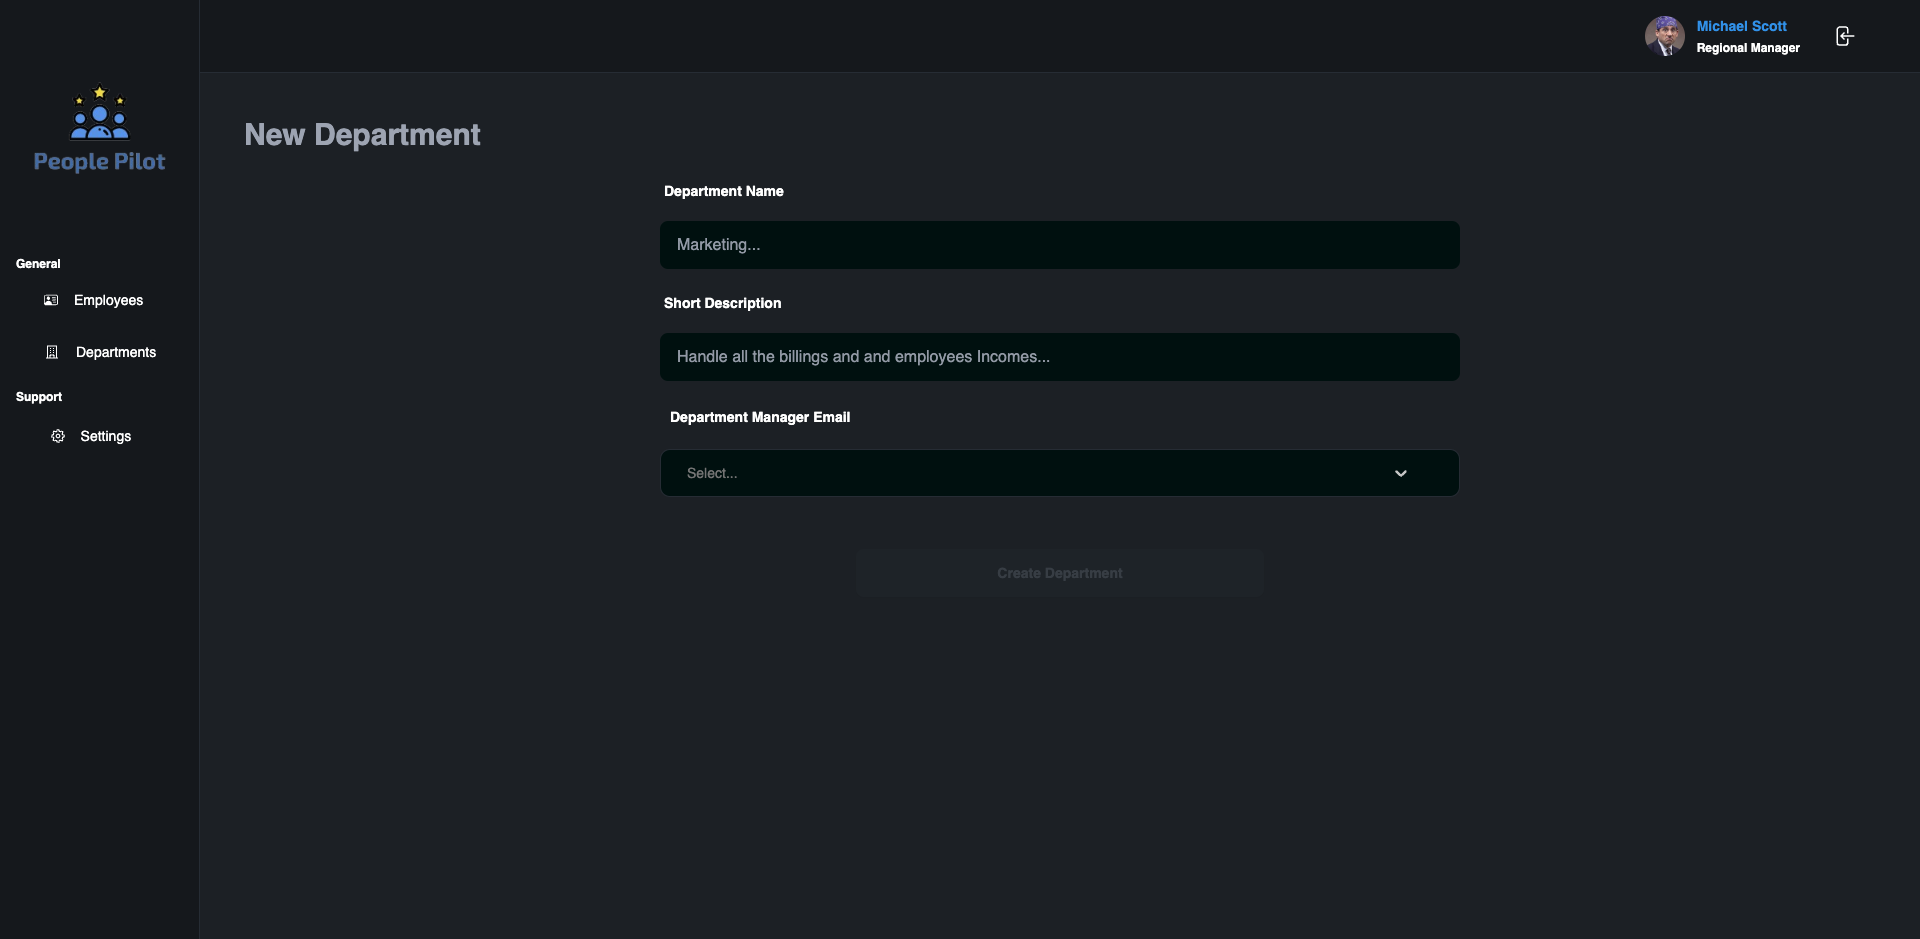 Michael Scott
Regional Manager
People Pilot
New Department
Department Name
Marketing...
Short Description
Handle all the billings and and employees Incomes...
Department Manager Email
Select...
Create Department
General
Employees
Departments
Support
Settings